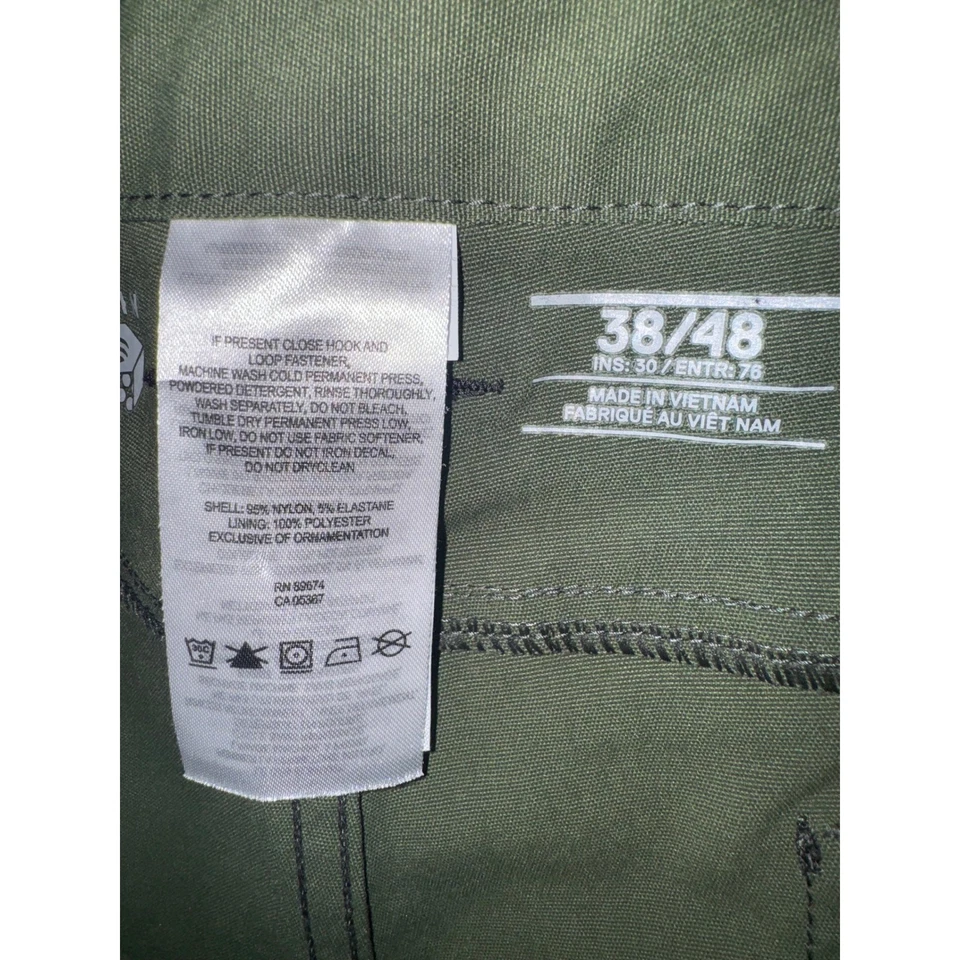 IF PRESENT CLOSE HOOK AND
LOOP FASTENER,
MACHINE WASH COLD PERMANENT PRESS,
POWDERED DETERGENT, RINSE THOROUGHLY,
WASH SEPARATELY, DO NOT BLEACH,
TUMBLE DRY PERMANENT PRESS LOW,
IRON LOW, DO NOT USE FABRIC SOFTENER,
IF PRESENT DO NOT IRON DECAL,
DO NOT DRYCLEAN
SHELL: 95% NYLON, 5% ELASTANE
LINING: 100% POLYESTER
EXCLUSIVE OF ORNAMENTATION
RN 89674
CA 05367
30C
38/48
INS: 30 / ENTR: 76
MADE IN VIETNAM
FABRIQUÉ AU VIÊT NAM